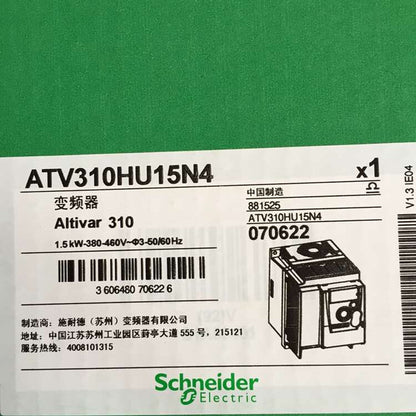 ATV310HU15N4
x1
变频器
Altivar 310
1.5 kW-380-460V~Φ3-50/60Hz
3 606480 706226
中国制造
881525
ATV310HU15N4
070622
V1.3 IE04
制造商：施耐德（苏州）变频器有限公司
地址：中国江苏苏州工业园区葑亭大道 555 号，215121
服务热线：4008101315
Schneider
Electric